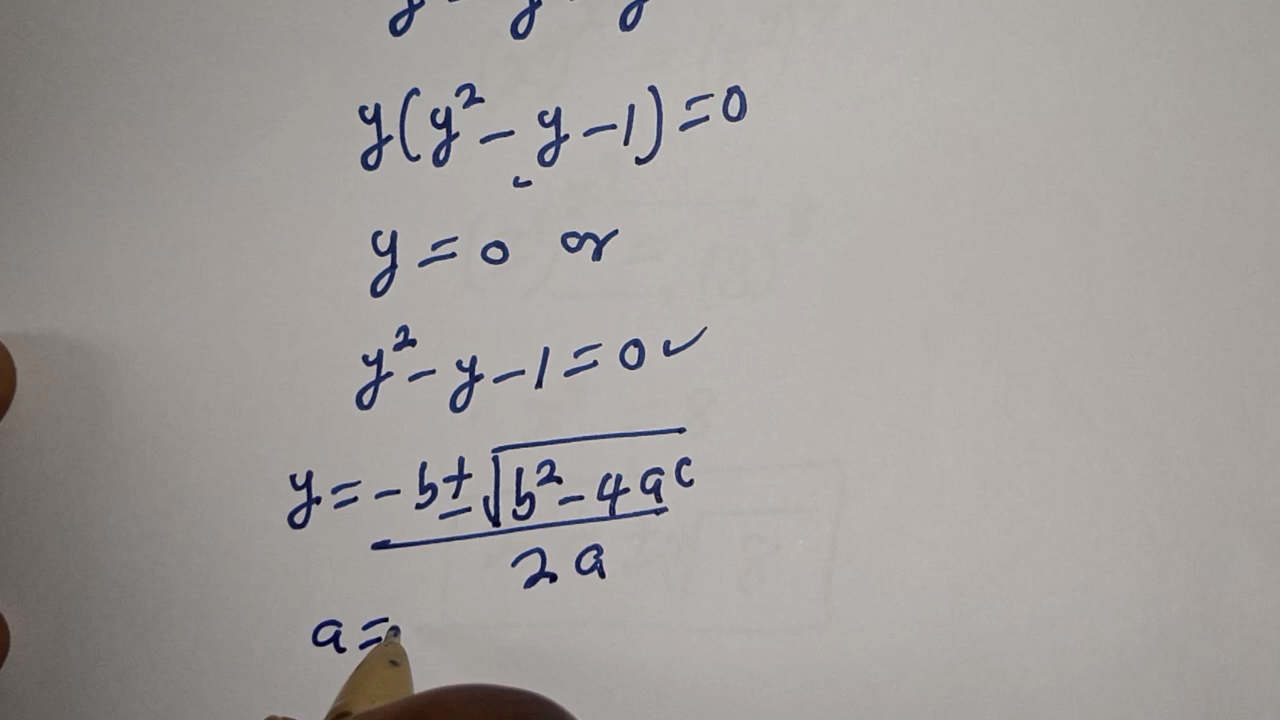 y(y² - y - 1) = 0
y = 0 or
y² - y - 1 = 0 ✓
y = -b ± √b² - 4ac
2a
a =